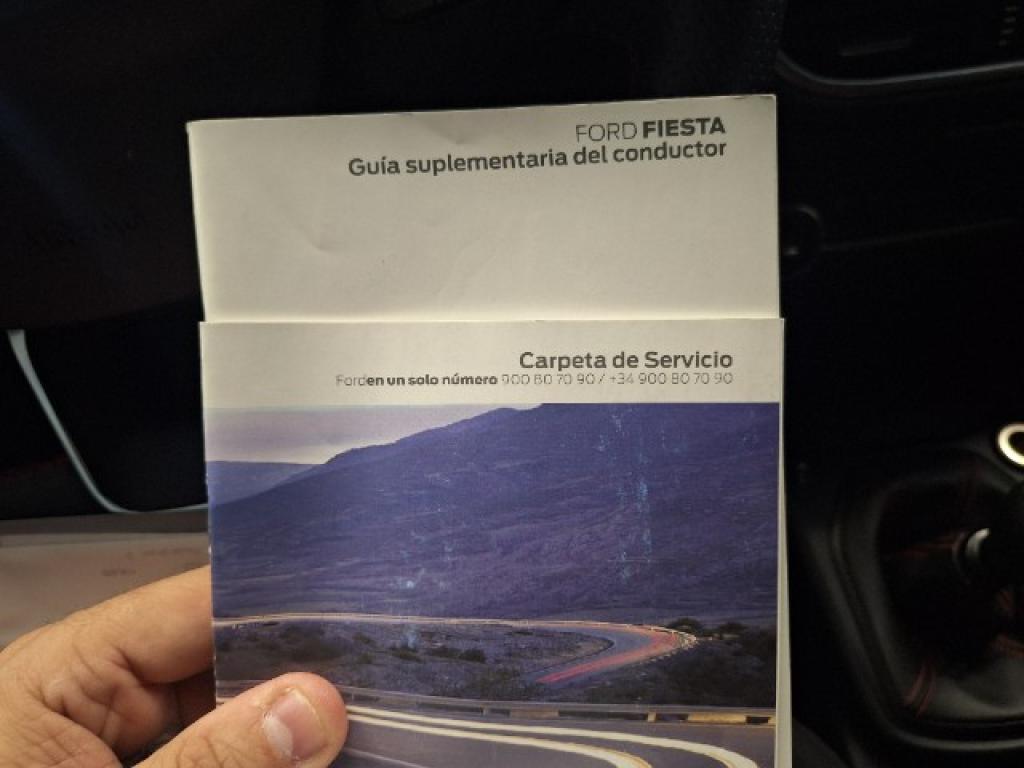 FORD FIESTA
Guía suplementaria del conductor
Carpeta de Servicio
Forden un solo número 900 80 70 90 / +34 900 80 70 90